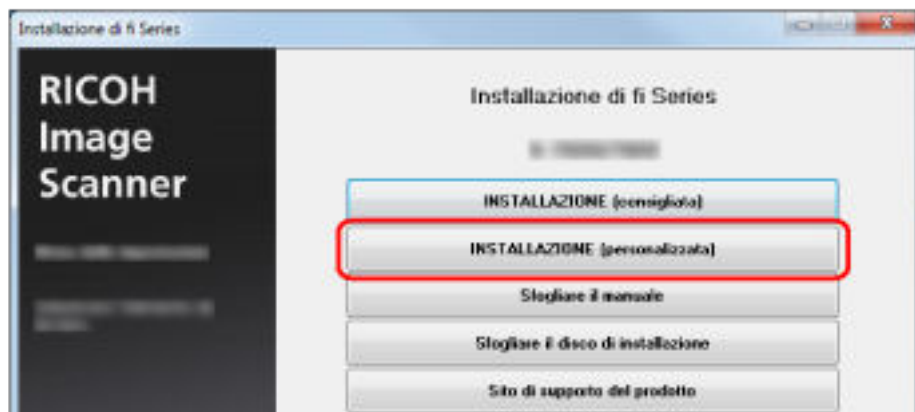 Installazione di fi Series
RICOH
Image
Scanner
Installazione di fi Series
INSTALLAZIONE (consigliata)
INSTALLAZIONE (personalizzata)
Sfogliare il manuale
Sfogliare il disco di installazione
Sito di supporto del prodotto